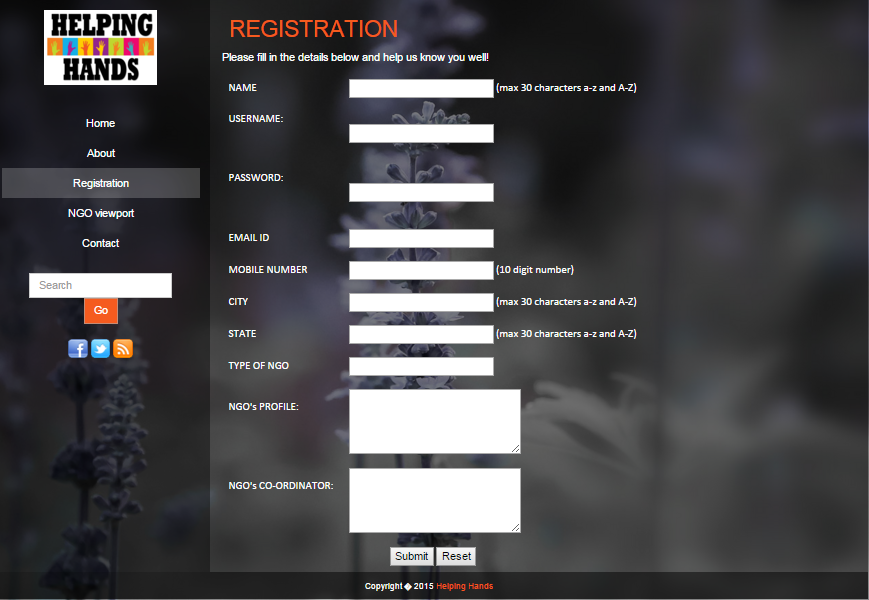 HELPING
HANDS
Home
About
Registration
NGO viewport
Contact
Search
Go
REGISTRATION
Please fill in the details below and help us know you well!
NAME (max 30 characters a-z and A-Z)
USERNAME:
PASSWORD:
EMAIL ID
MOBILE NUMBER (10 digit number)
CITY (max 30 characters a-z and A-Z)
STATE (max 30 characters a-z and A-Z)
TYPE OF NGO
NGO's PROFILE:
NGO's CO-ORDINATOR:
Submit Reset
Copyright � 2015 Helping Hands